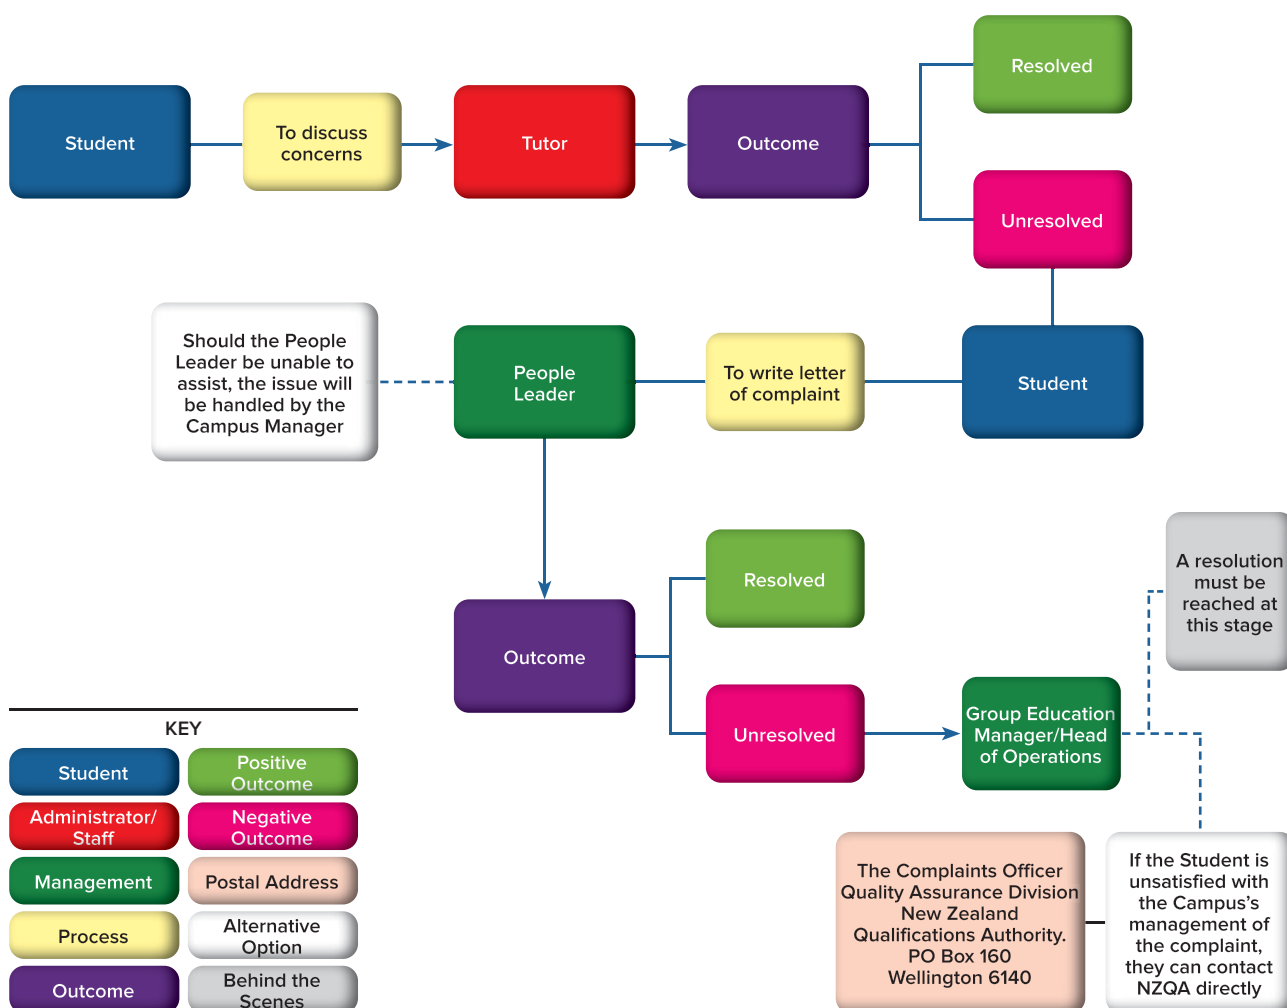 Resolved
Student
To discuss
concerns
Tutor
Outcome
Unresolved
Should the People
Leader be unable to
assist, the issue will
be handled by the
Campus Manager
People
Leader
To write letter
of complaint
Student
A resolution
must be
reached at
this stage
Resolved
Outcome
Unresolved
Group Education
Manager/Head
of Operations
KEY
Student
Positive
Outcome
Administrator/
Staff
Negative
Outcome
Management
Postal Address
Process
Alternative
Option
Outcome
Behind the
Scenes
The Complaints Officer
Quality Assurance Division
New Zealand
Qualifications Authority.
PO Box 160
Wellington 6140
If the Student is
unsatisfied with
the Campus’s
management of
the complaint,
they can contact
NZQA directly